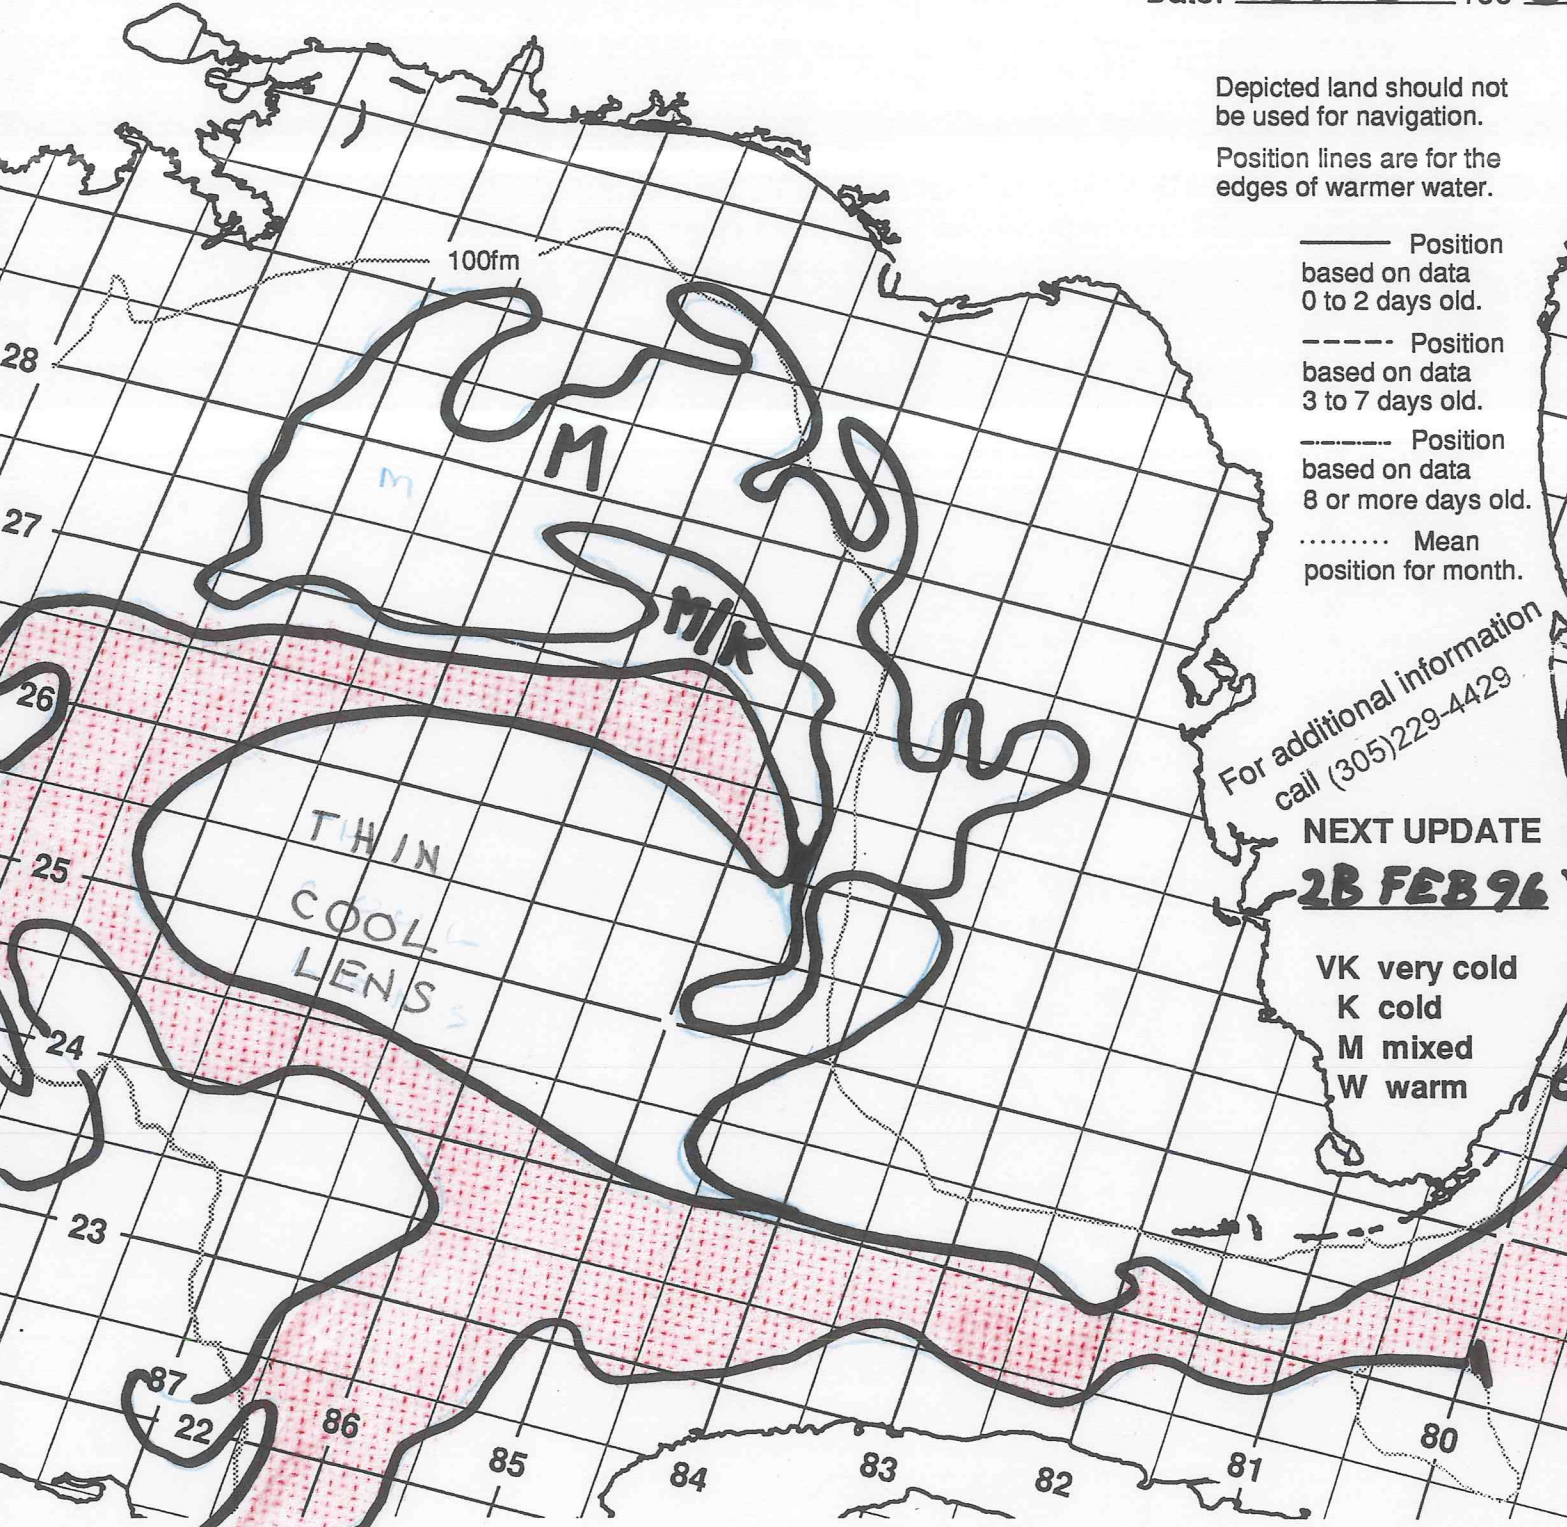 Depicted land should not
be used for navigation.
Position lines are for the
edges of warmer water.
Position
based on data
0 to 2 days old.
Position
based on data
3 to 7 days old.
Position
based on data
8 or more days old.
Mean
position for month.
For additional information
call (305)229-4429
NEXT UPDATE
2B FEB 96
VK very cold
K cold
M mixed
W warm
100fm
28
M
M
27
M/K
26
THIN
COOL
LENS
25
24
23
87
22
86
85
84
83
82
81
80